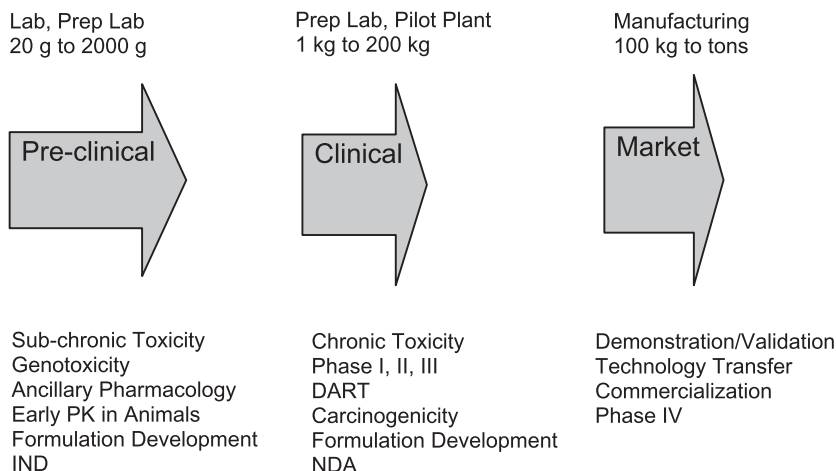 Lab, Prep Lab
20 g to 2000 g
Pre-clinical
Sub-chronic Toxicity
Genotoxicity
Ancillary Pharmacology
Early PK in Animals
Formulation Development
IND
Prep Lab, Pilot Plant
1 kg to 200 kg
Clinical
Chronic Toxicity
Phase I, II, III
DART
Carcinogenicity
Formulation Development
NDA
Manufacturing
100 kg to tons
Market
Demonstration/Validation
Technology Transfer
Commercialization
Phase IV